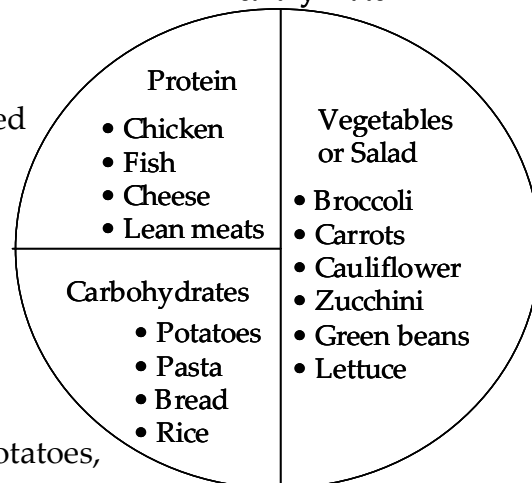 Protein
• Chicken
• Fish
• Cheese
• Lean meats
Vegetables
or Salad
• Broccoli
• Carrots
• Cauliflower
• Zucchini
• Green beans
• Lettuce
Carbohydrates
• Potatoes
• Pasta
• Bread
• Rice